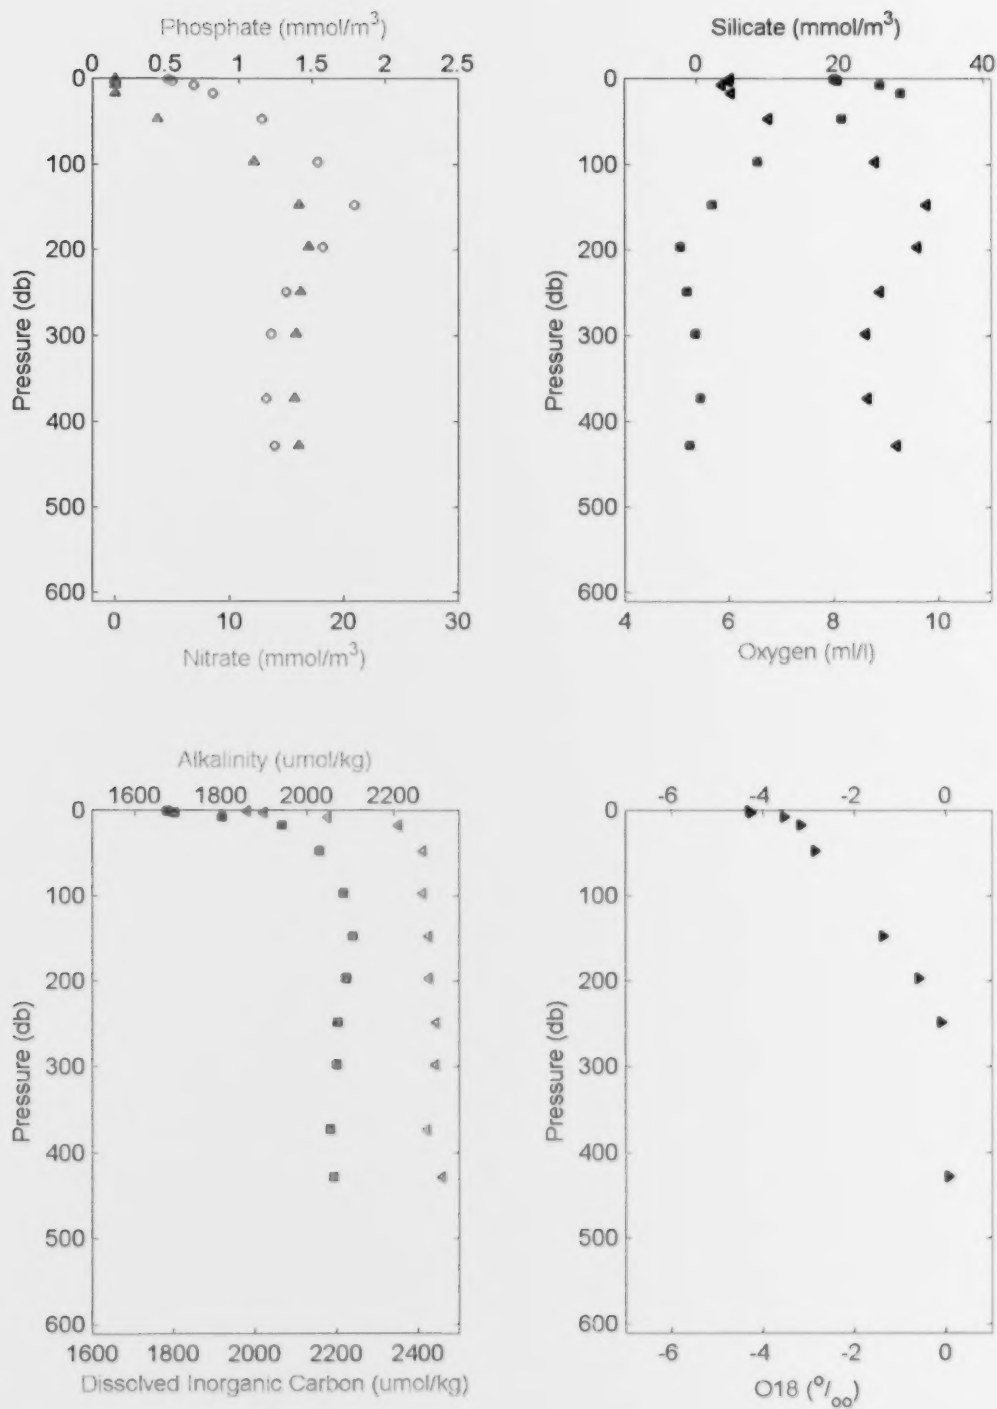 Phosphate (mmol/m³)
0 0.5 1 1.5 2 2.5
0
100
200
300
400
500
600
Pressure (db)
0 10 20 30
Nitrate (mmol/m³)
Silicate (mmol/m³)
0 20 40
0
100
200
300
400
500
600
Pressure (db)
4 6 8 10
Oxygen (ml/l)
Alkalinity (umol/kg)
1600 1800 2000 2200
0
100
200
300
400
500
600
Pressure (db)
1600 1800 2000 2200 2400
Dissolved Inorganic Carbon (umol/kg)
-6 -4 -2 0
0
100
200
300
400
500
600
Pressure (db)
-6 -4 -2 0
O18 (⁰/₀₀)